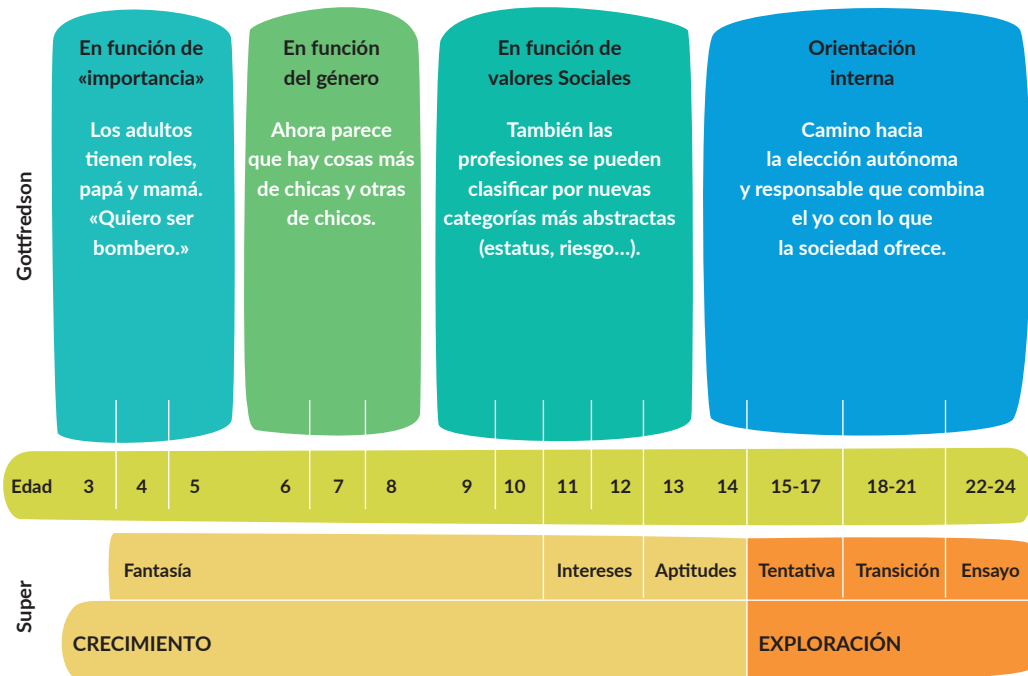 Gottfredson
En función de
«importancia»
Los adultos
tienen roles,
papá y mamá.
«Quiero ser
bombero.»
En función
del género
Ahora parece
que hay cosas más
de chicas y otras
de chicos.
En función de
valores Sociales
También las
profesiones se pueden
clasificar por nuevas
categorías más abstractas
(estatus, riesgo...).
Orientación
interna
Camino hacia
la elección autónoma
y responsable que combina
el yo con lo que
la sociedad ofrece.
Edad 3 4 5 6 7 8 9 10 11 12 13 14 15-17 18-21 22-24
Super
Fantasía Intereses Aptitudes Tentativa Transición Ensayo
CRECIMIENTO EXPLORACIÓN